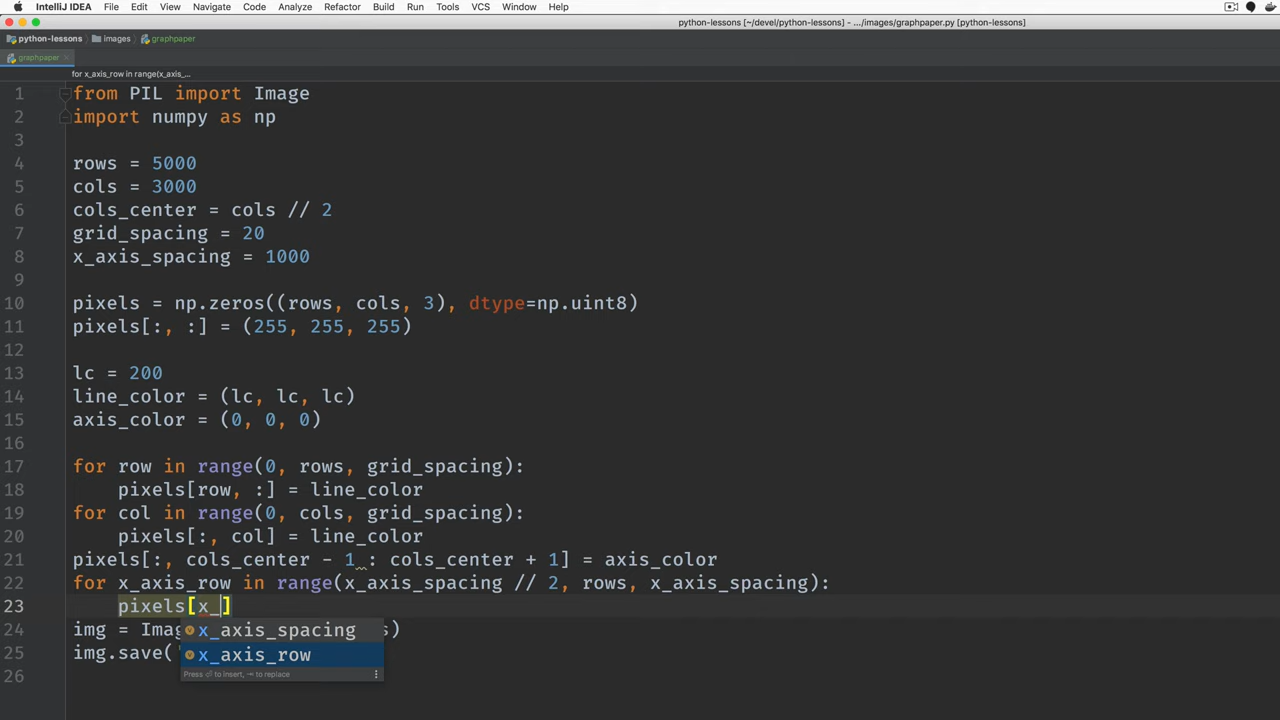 IntelliJ IDEA File Edit View Navigate Code Analyze Refactor Build Run Tools VCS Window Help
python-lessons [~/devel/python-lessons] - .../images/graphpaper.py [python-lessons]
python-lessons images graphpaper
graphpaper
for x_axis_row in range(x_axis_...
1 from PIL import Image
2 import numpy as np
3
4 rows = 5000
5 cols = 3000
6 cols_center = cols // 2
7 grid_spacing = 20
8 x_axis_spacing = 1000
9
10 pixels = np.zeros((rows, cols, 3), dtype=np.uint8)
11 pixels[:, :] = (255, 255, 255)
12
13 lc = 200
14 line_color = (lc, lc, lc)
15 axis_color = (0, 0, 0)
16
17 for row in range(0, rows, grid_spacing):
18 pixels[row, :] = line_color
19 for col in range(0, cols, grid_spacing):
20 pixels[:, col] = line_color
21 pixels[:, cols_center - 1 : cols_center + 1] = axis_color
22 for x_axis_row in range(x_axis_spacing // 2, rows, x_axis_spacing):
23 pixels[x_]
24 img = Imag s)
x_axis_spacing
25 img.save('
x_axis_row
Press ⏎ to insert, ⇥ to replace
26